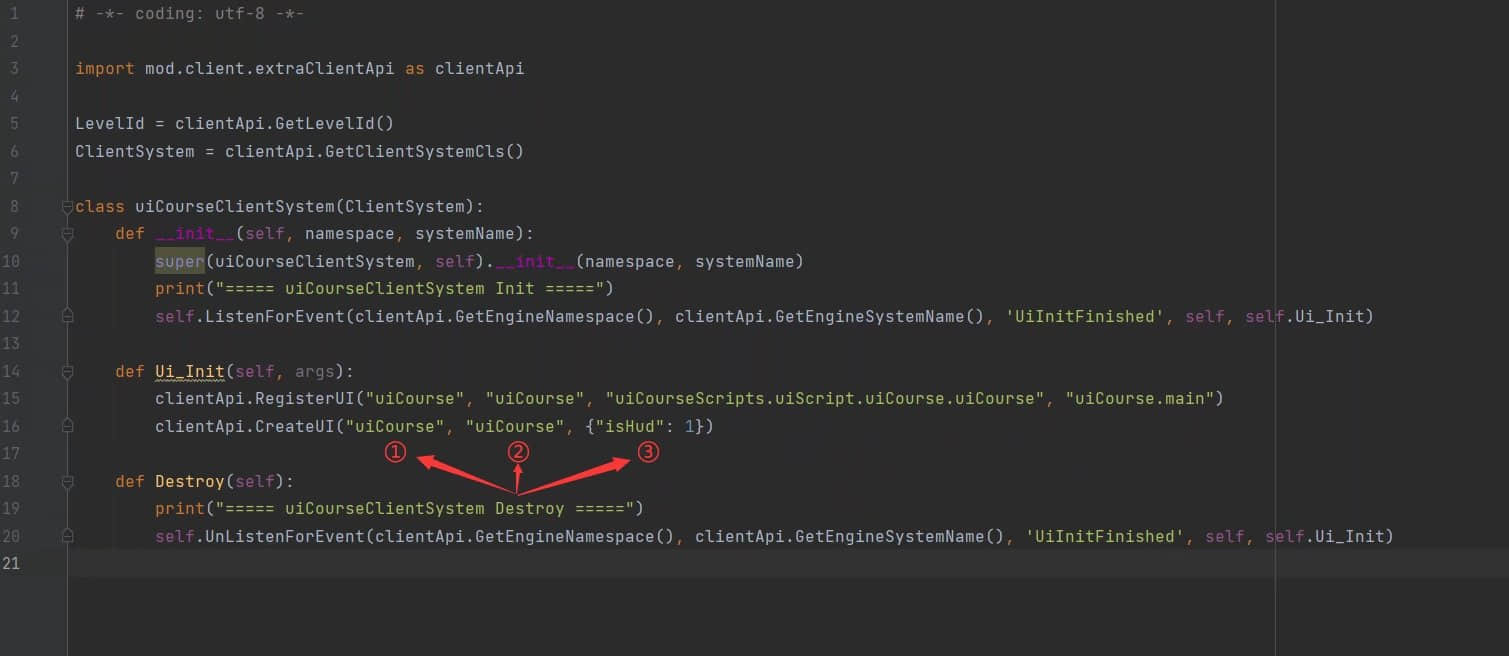 1 # -*- coding: utf-8 -*-
2
3 import mod.client.extraClientApi as clientApi
4
5 LevelId = clientApi.GetLevelId()
6 ClientSystem = clientApi.GetClientSystemCls()
7
8 class uiCourseClientSystem(ClientSystem):
9     def __init__(self, namespace, systemName):
10         super(uiCourseClientSystem, self).__init__(namespace, systemName)
11         print("===== uiCourseClientSystem Init =====")
12         self.ListenForEvent(clientApi.GetEngineNamespace(), clientApi.GetEngineSystemName(), 'UiInitFinished', self, self.Ui_Init)
13
14     def Ui_Init(self, args):
15         clientApi.RegisterUI("uiCourse", "uiCourse", "uiCourseScripts.uiScript.uiCourse.uiCourse", "uiCourse.main")
16         clientApi.CreateUI("uiCourse", "uiCourse", {"isHud": 1})
17 ① ② ③
18     def Destroy(self):
19         print("===== uiCourseClientSystem Destroy =====")
20         self.UnListenForEvent(clientApi.GetEngineNamespace(), clientApi.GetEngineSystemName(), 'UiInitFinished', self, self.Ui_Init)
21